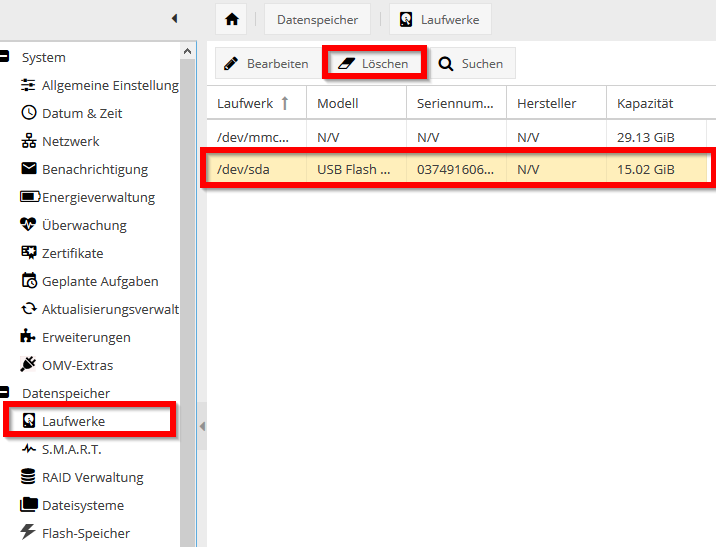 Datenspeicher
Laufwerke
System
Allgemeine Einstellung
Datum & Zeit
Netzwerk
Benachrichtigung
Energieverwaltung
Überwachung
Zertifikate
Geplante Aufgaben
Aktualisierungsverwalt
Erweiterungen
OMV-Extras
Datenspeicher
Laufwerke
S.M.A.R.T.
RAID Verwaltung
Dateisysteme
Flash-Speicher
Bearbeiten Löschen Suchen
Laufwerk Modell Seriennum... Hersteller Kapazität
/dev/mmc... N/V N/V N/V 29.13 GiB
/dev/sda USB Flash ... 037491606... N/V 15.02 GiB